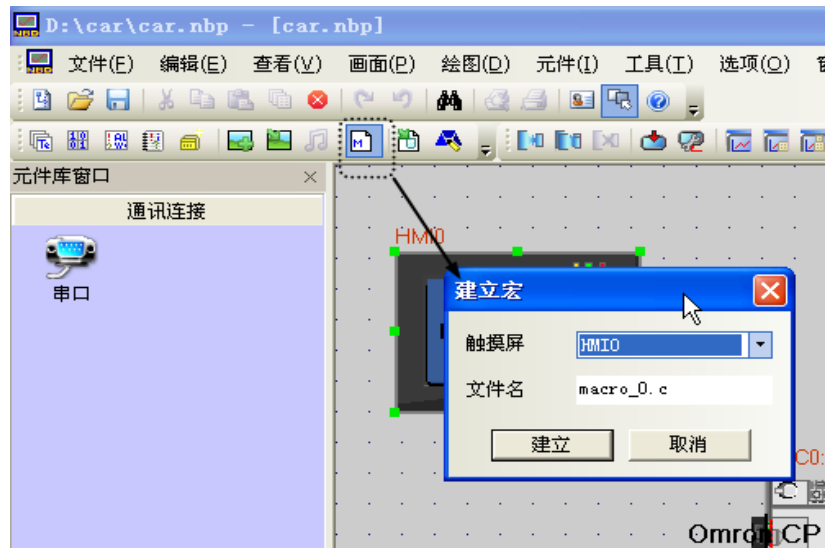 D:\car\car.nbp - [car.nbp]
文件(F) 编辑(E) 查看(V) 画面(P) 绘图(D) 元件(I) 工具(T) 选项(O)
元件库窗口
通讯连接
串口
HMI0
建立宏
触摸屏 HMI0
文件名 macro_0.c
建立 取消
C0:
Omron CP